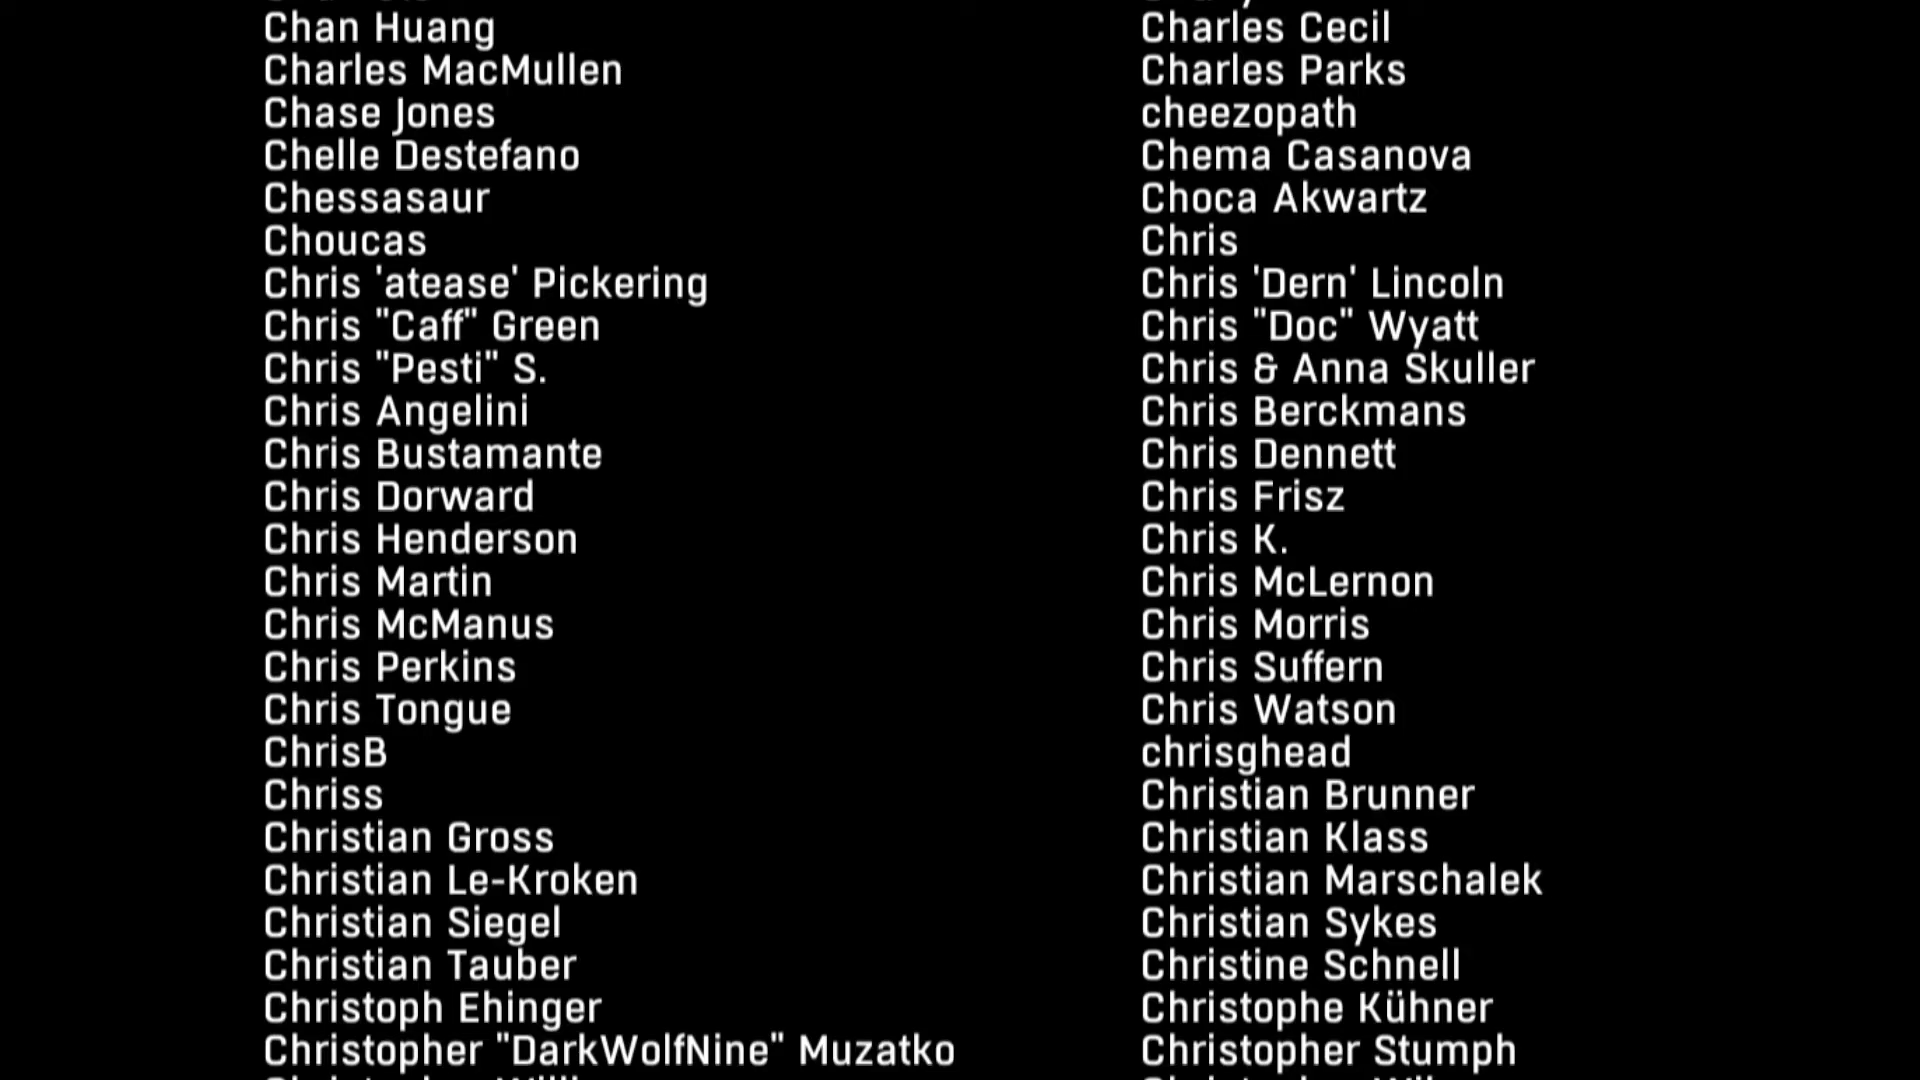 Chan Huang
Charles Cecil
Charles MacMullen
Charles Parks
Chase Jones
cheezopath
Chelle Destefano
Chema Casanova
Chessasaur
Choca Akwartz
Choucas
Chris
Chris 'atease' Pickering
Chris 'Dern' Lincoln
Chris "Caff" Green
Chris "Doc" Wyatt
Chris "Pesti" S.
Chris & Anna Skuller
Chris Angelini
Chris Berckmans
Chris Bustamante
Chris Dennett
Chris Dorward
Chris Frisz
Chris Henderson
Chris K.
Chris Martin
Chris McLernon
Chris McManus
Chris Morris
Chris Perkins
Chris Suffern
Chris Tongue
Chris Watson
ChrisB
chrisghead
Chriss
Christian Brunner
Christian Gross
Christian Klass
Christian Le-Kroken
Christian Marschalek
Christian Siegel
Christian Sykes
Christian Tauber
Christine Schnell
Christoph Ehinger
Christophe Kühner
Christopher "DarkWolfNine" Muzatko
Christopher Stumph